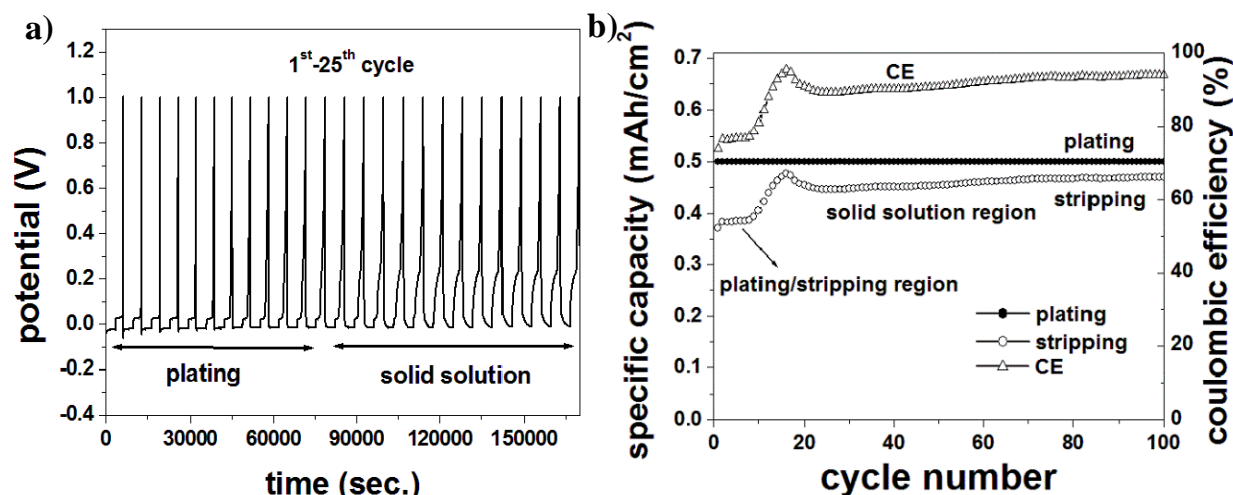 a)
1st-25th cycle
potential (V)
1.2
1.0
0.8
0.6
0.4
0.2
0.0
-0.2
-0.4
plating
solid solution
0 30000 60000 90000 120000 150000
time (sec.)
b)
specific capacity (mAh/cm2)
0.7
0.6
0.5
0.4
0.3
0.2
0.1
0.0
CE
plating
stripping
solid solution region
plating/stripping region
plating
stripping
CE
100
80
60
40
20
0
coulombic efficiency (%)
0 20 40 60 80 100
cycle number